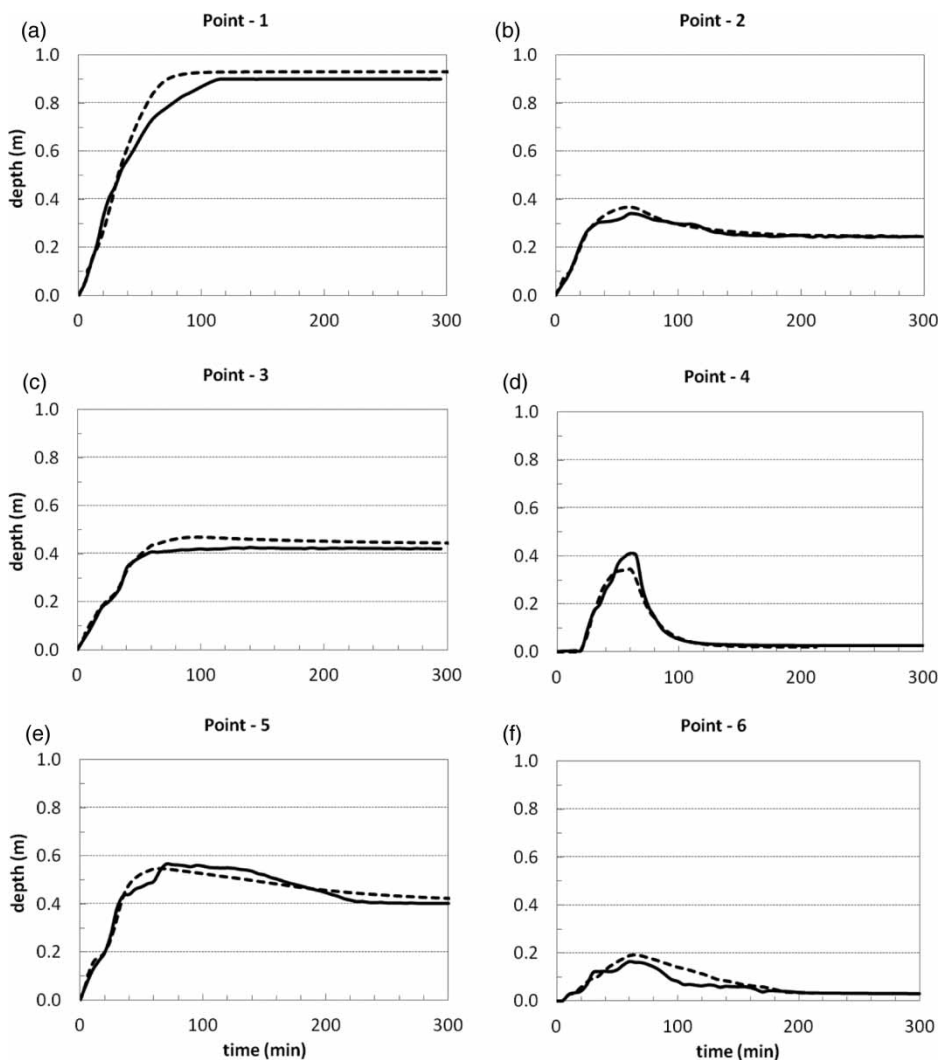 (a)
Point - 1
1.0
0.8
0.6
0.4
0.2
0.0
depth (m)
0 100 200 300
(b)
Point - 2
1.0
0.8
0.6
0.4
0.2
0.0
0 100 200 300
(c)
Point - 3
1.0
0.8
0.6
0.4
0.2
0.0
depth (m)
0 100 200 300
(d)
Point - 4
1.0
0.8
0.6
0.4
0.2
0.0
0 100 200 300
(e)
Point - 5
1.0
0.8
0.6
0.4
0.2
0.0
depth (m)
0 100 200 300
time (min)
(f)
Point - 6
1.0
0.8
0.6
0.4
0.2
0.0
0 100 200 300
time (min)